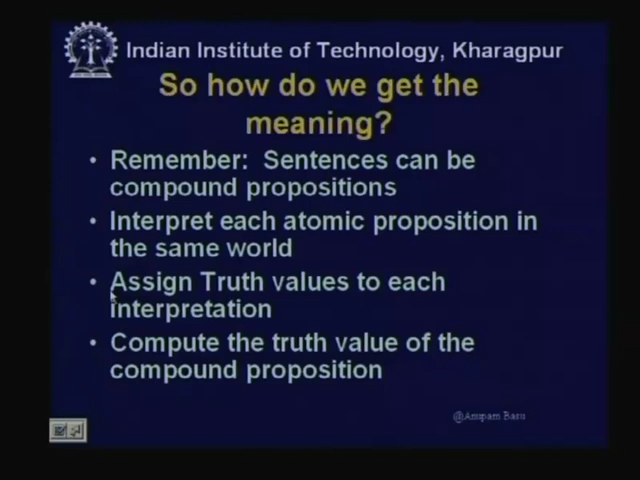 Indian Institute of Technology, Kharagpur
So how do we get the
meaning?
• Remember: Sentences can be
compound propositions
• Interpret each atomic proposition in
the same world
• Assign Truth values to each
interpretation
• Compute the truth value of the
compound proposition
@Anupam Basu